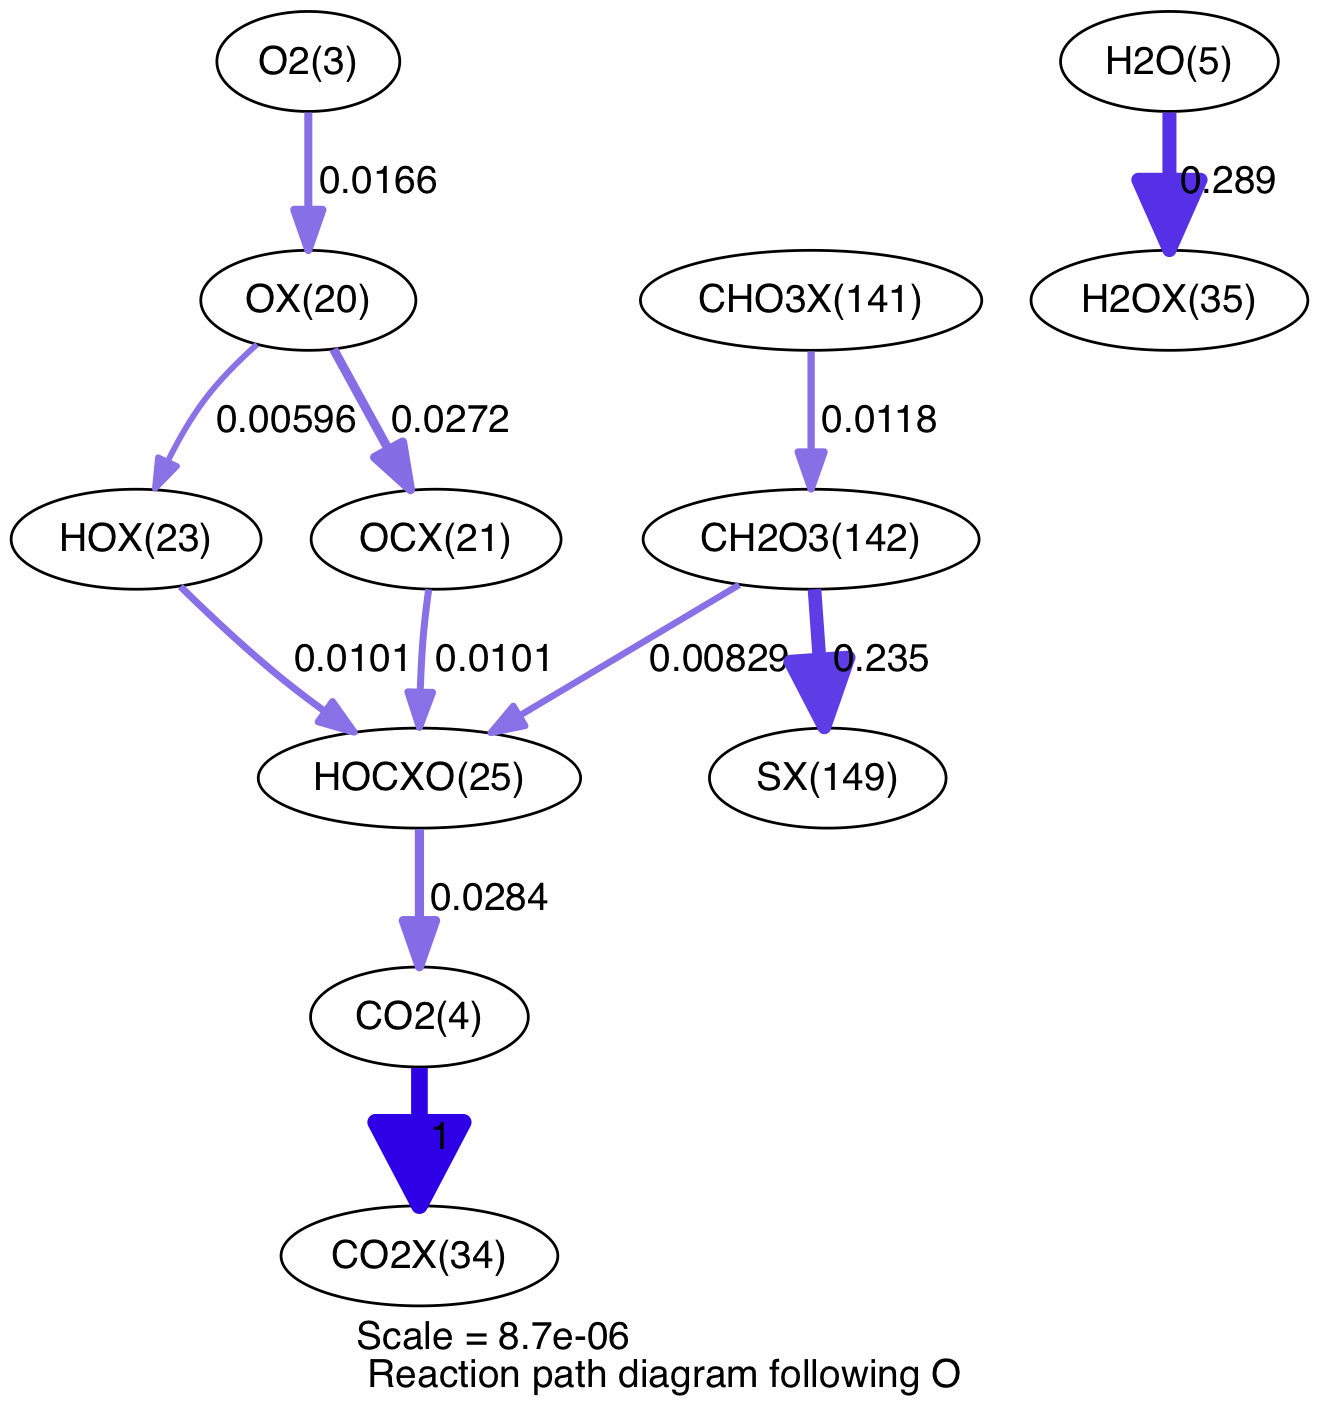 O2(3)
H2O(5)
0.0166
0.289
OX(20)
CHO3X(141)
H2OX(35)
0.00596
0.0272
0.0118
HOX(23)
OCX(21)
CH2O3(142)
0.0101
0.0101
0.00829
0.235
HOCXO(25)
SX(149)
0.0284
CO2(4)
1
CO2X(34)
Scale = 8.7e-06
Reaction path diagram following O